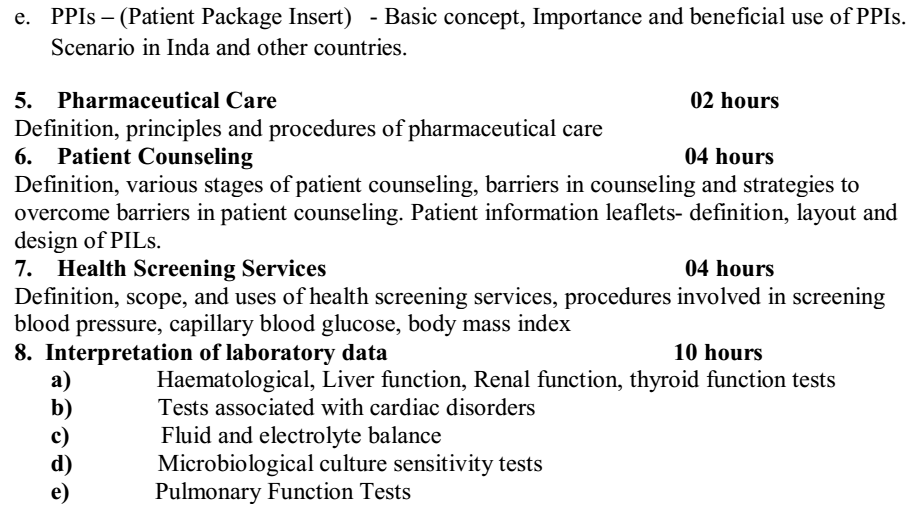 e. PPIs – (Patient Package Insert) - Basic concept, Importance and beneficial use of PPIs.
Scenario in Inda and other countries.
5. Pharmaceutical Care 02 hours
Definition, principles and procedures of pharmaceutical care
6. Patient Counseling 04 hours
Definition, various stages of patient counseling, barriers in counseling and strategies to
overcome barriers in patient counseling. Patient information leaflets- definition, layout and
design of PILs.
7. Health Screening Services 04 hours
Definition, scope, and uses of health screening services, procedures involved in screening
blood pressure, capillary blood glucose, body mass index
8. Interpretation of laboratory data 10 hours
a) Haematological, Liver function, Renal function, thyroid function tests
b) Tests associated with cardiac disorders
c) Fluid and electrolyte balance
d) Microbiological culture sensitivity tests
e) Pulmonary Function Tests